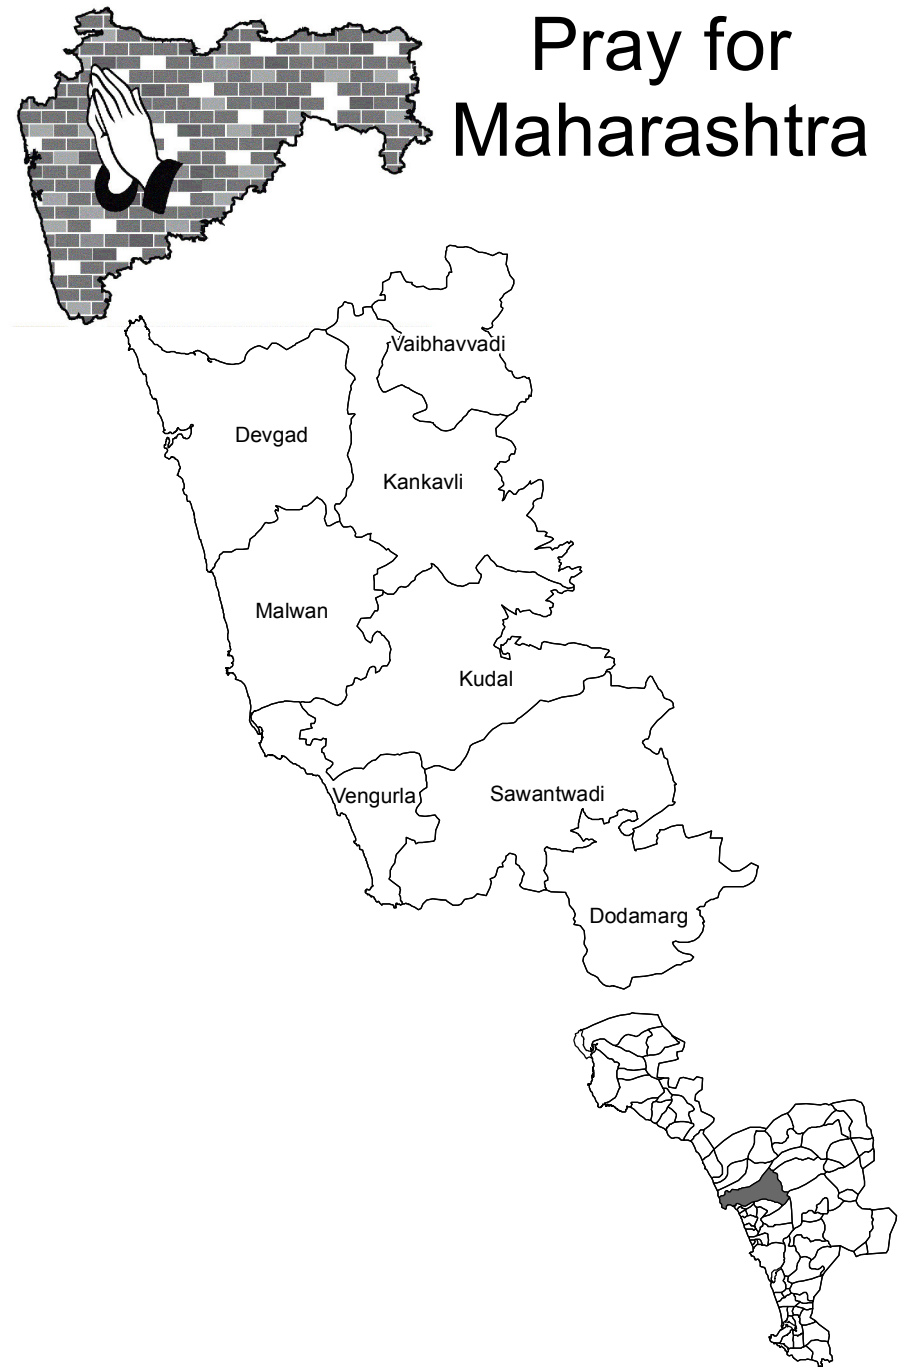 Pray for
Maharashtra
Vaibhavvadi
Devgad
Kankavli
Malwan
Kudal
Vengurla
Sawantwadi
Dodamarg